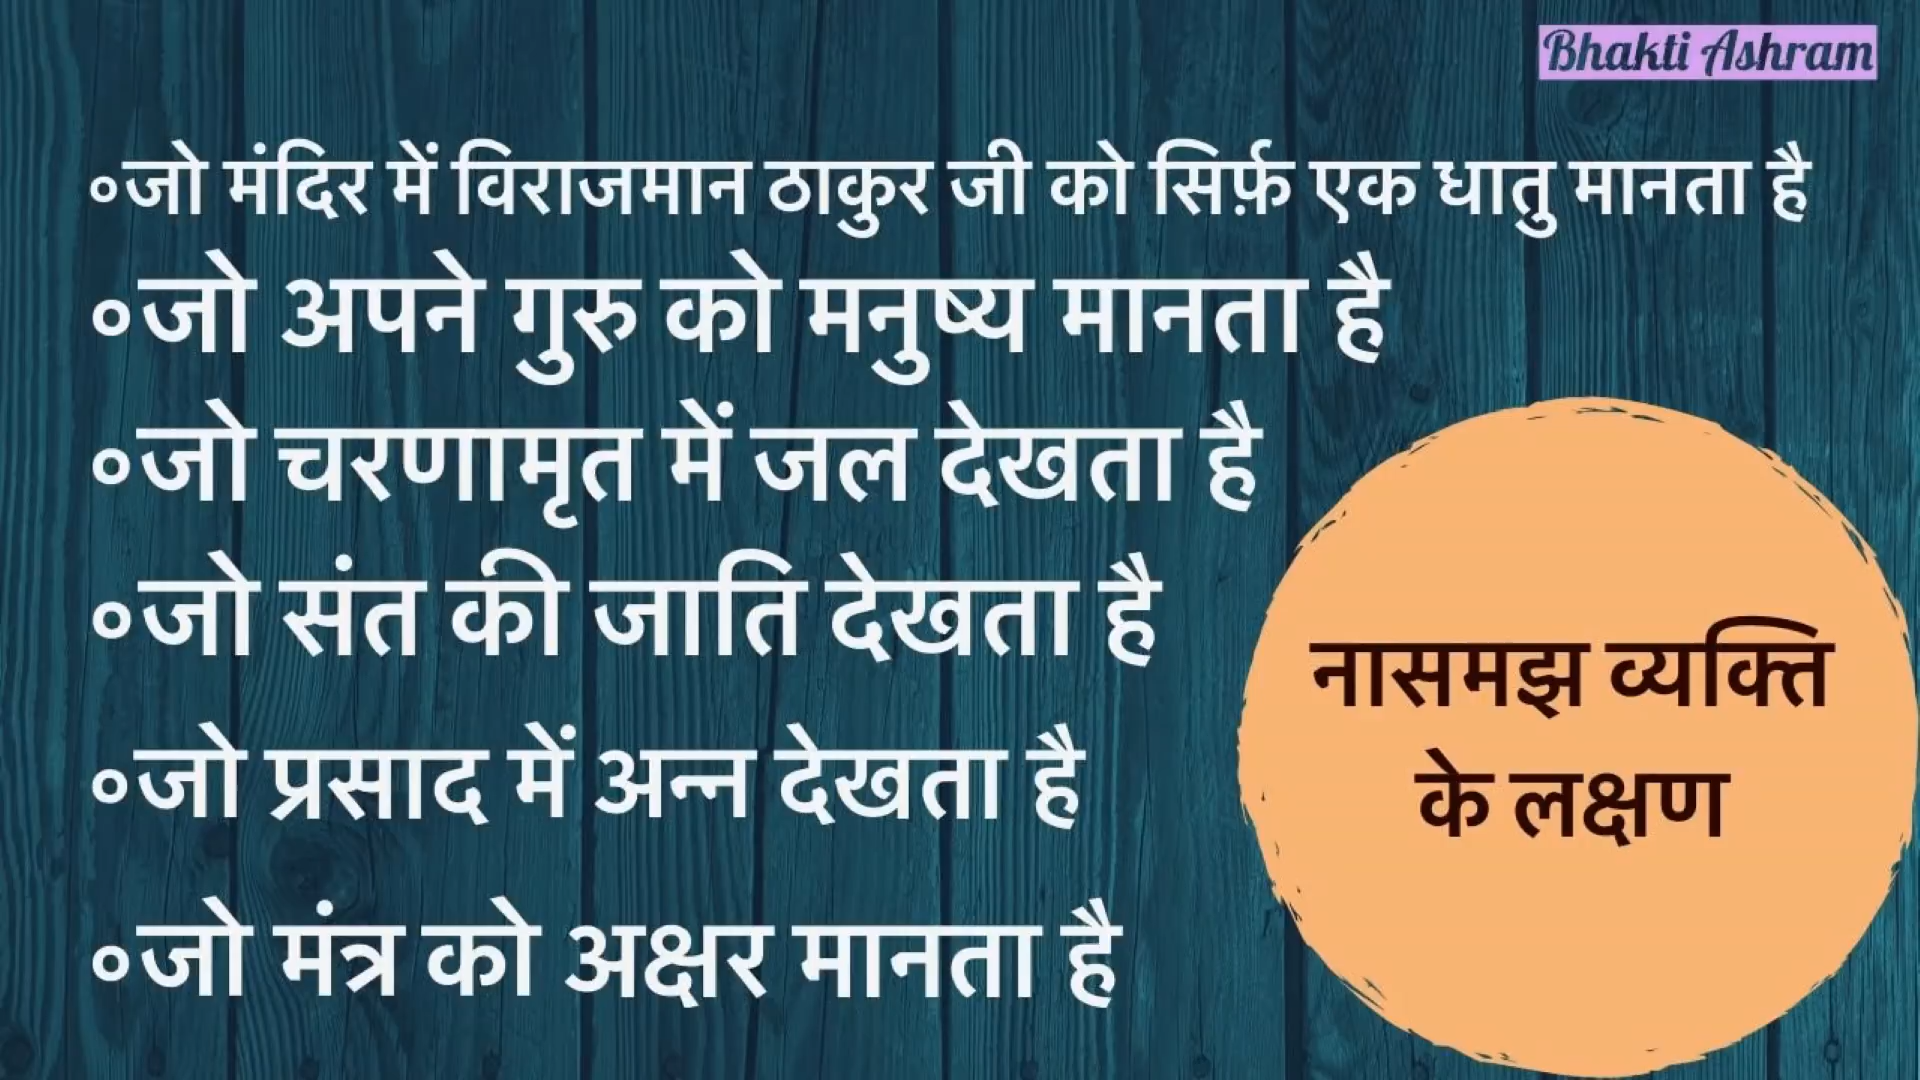 Bhakti Ashram
◦जो मंदिर में विराजमान ठाकुर जी को सिर्फ़ एक धातु मानता है
◦जो अपने गुरु को मनुष्य मानता है
◦जो चरणामृत में जल देखता है
◦जो संत की जाति देखता है
◦जो प्रसाद में अन्न देखता है
◦जो मंत्र को अक्षर मानता है
नासमझ व्यक्ति
के लक्षण